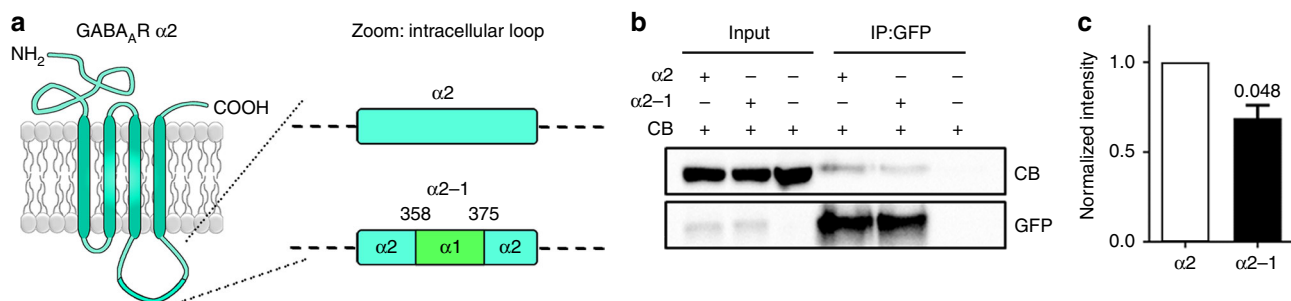 a
GABA_AR α2
NH₂
COOH
Zoom: intracellular loop
α2
α2–1
358 375
α2 α1 α2
b
Input IP:GFP
α2 + – – + – –
α2–1 – + – – + –
CB + + + + + +
CB
GFP
c
Normalized intensity
1.0
0.5
0.0
0.048
α2 α2–1